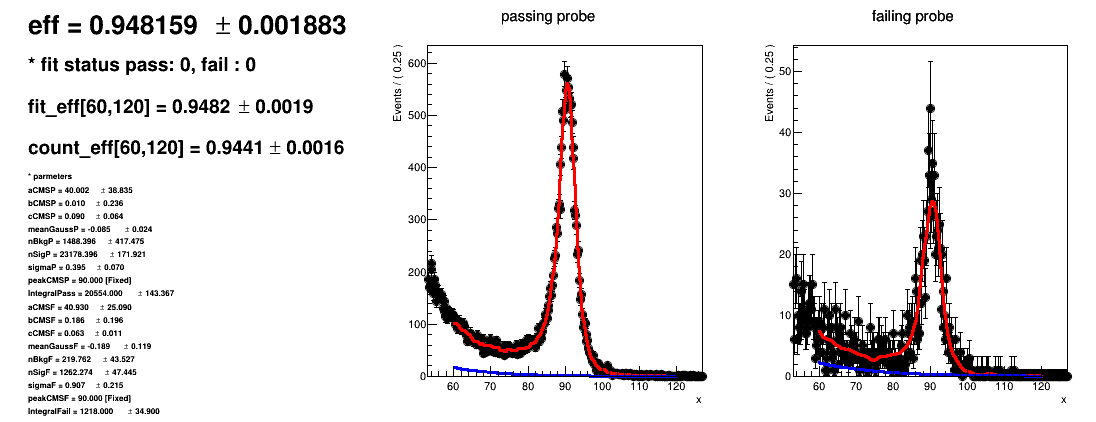 eff = 0.948159 ± 0.001883
* fit status pass: 0, fail : 0
fit_eff[60,120] = 0.9482 ± 0.0019
count_eff[60,120] = 0.9441 ± 0.0016
* parmeters
aCMSP = 40.002 ± 38.835
bCMSP = 0.010 ± 0.236
cCMSP = 0.090 ± 0.064
meanGaussP = -0.085 ± 0.024
nBkgP = 1488.396 ± 417.475
nSigP = 23178.396 ± 171.921
sigmaP = 0.395 ± 0.070
peakCMSP = 90.000 [Fixed]
IntegralPass = 20554.000 ± 143.367
aCMSF = 40.930 ± 25.090
bCMSF = 0.186 ± 0.196
cCMSF = 0.063 ± 0.011
meanGaussF = -0.189 ± 0.119
nBkgF = 219.762 ± 43.527
nSigF = 1262.274 ± 47.445
sigmaF = 0.907 ± 0.215
peakCMSF = 90.000 [Fixed]
IntegralFail = 1218.000 ± 34.900
passing probe
Events / ( 0.25 )
600
500
400
300
200
100
0
60 70 80 90 100 110 120
x
failing probe
Events / ( 0.25 )
50
40
30
20
10
0
60 70 80 90 100 110 120
x